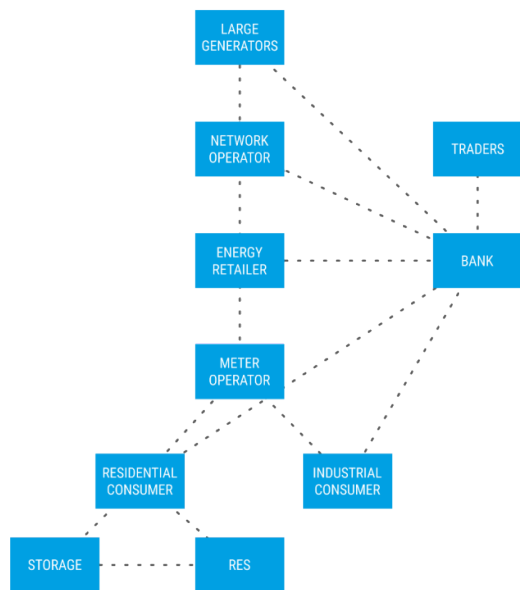 LARGE
GENERATORS
NETWORK
OPERATOR
TRADERS
ENERGY
RETAILER
BANK
METER
OPERATOR
RESIDENTIAL
CONSUMER
INDUSTRIAL
CONSUMER
STORAGE
RES